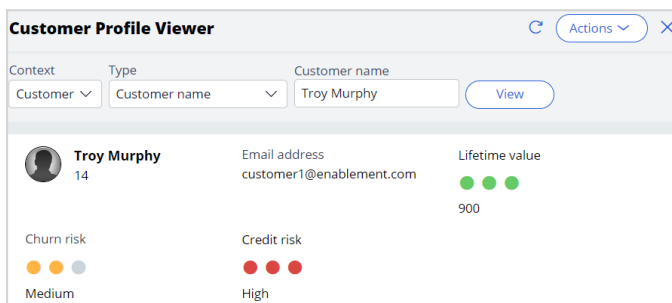 Customer Profile Viewer
Actions
Context Type Customer name
Customer Customer name Troy Murphy View
Troy Murphy Email address Lifetime value
14 customer1@enablement.com
900
Churn risk Credit risk
Medium High